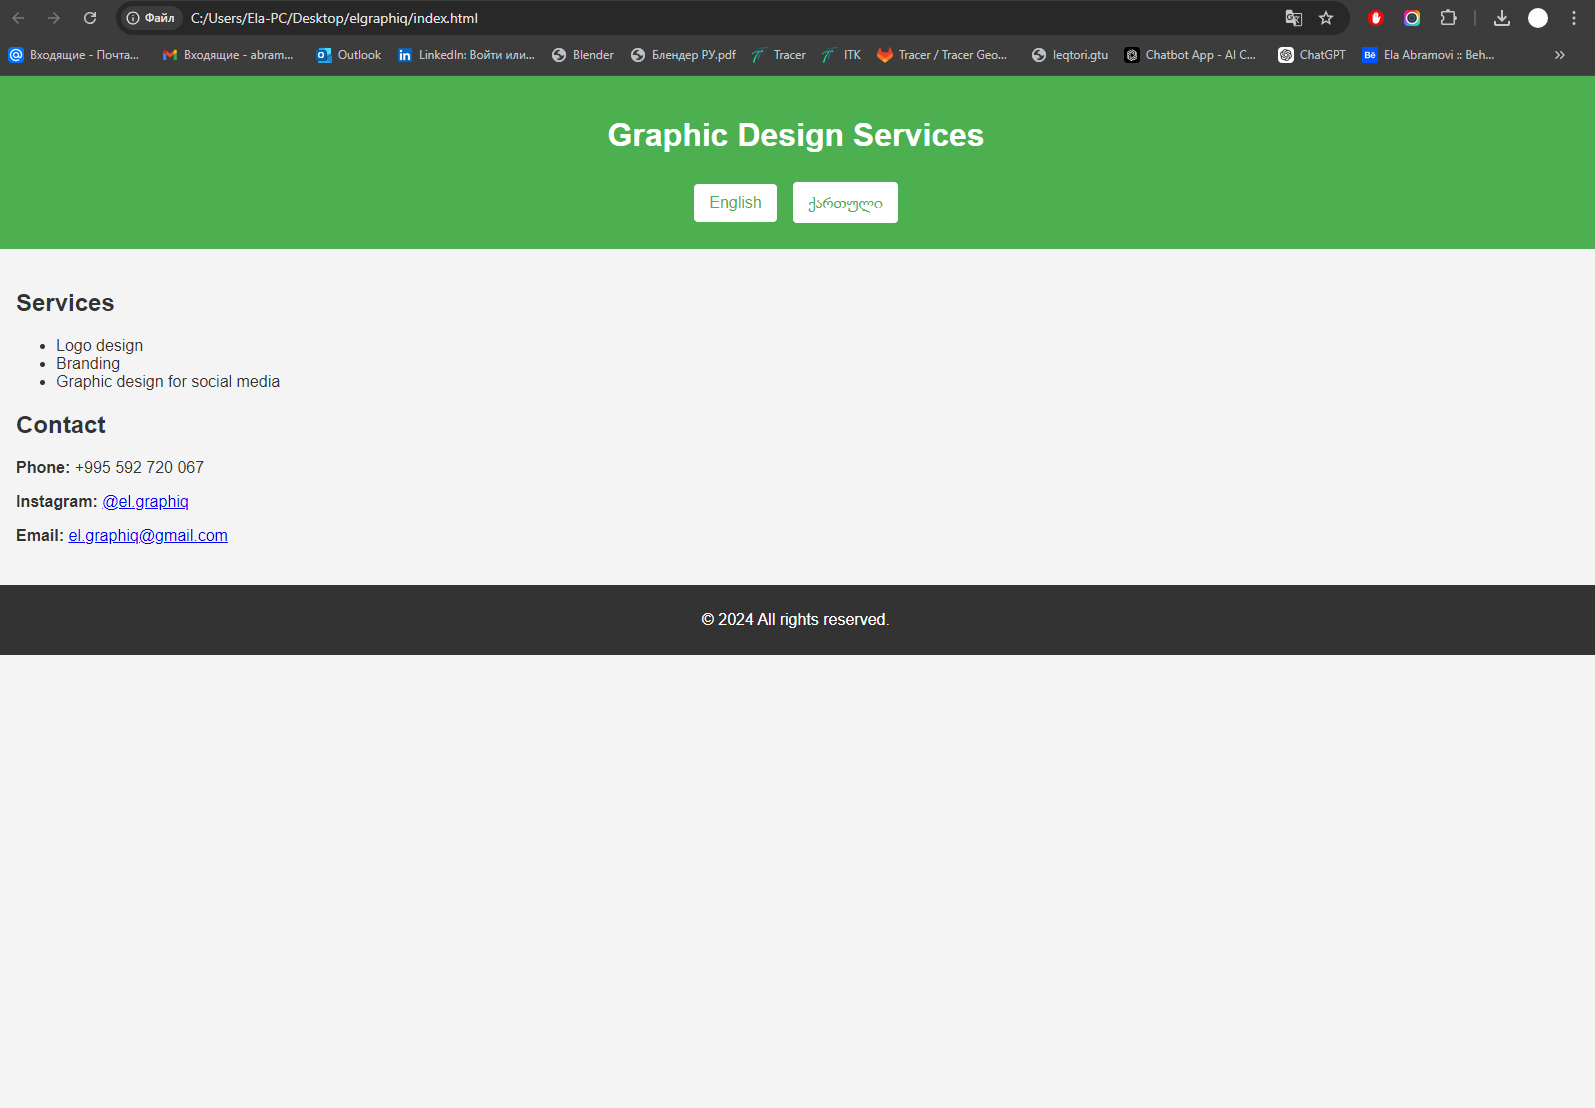 Файл C:/Users/Ela-PC/Desktop/elgraphiq/index.html
Входящие - Почта... Входящие - abram... Outlook LinkedIn: Войти или... Blender Блендер РУ.pdf Tracer ITK Tracer / Tracer Geo... leqtori.gtu Chatbot App - AI C... ChatGPT Bē Ela Abramovi :: Beh...
Graphic Design Services
English ქართული
Services
• Logo design
• Branding
• Graphic design for social media
Contact
Phone: +995 592 720 067
Instagram: @el.graphiq
Email: el.graphiq@gmail.com
© 2024 All rights reserved.